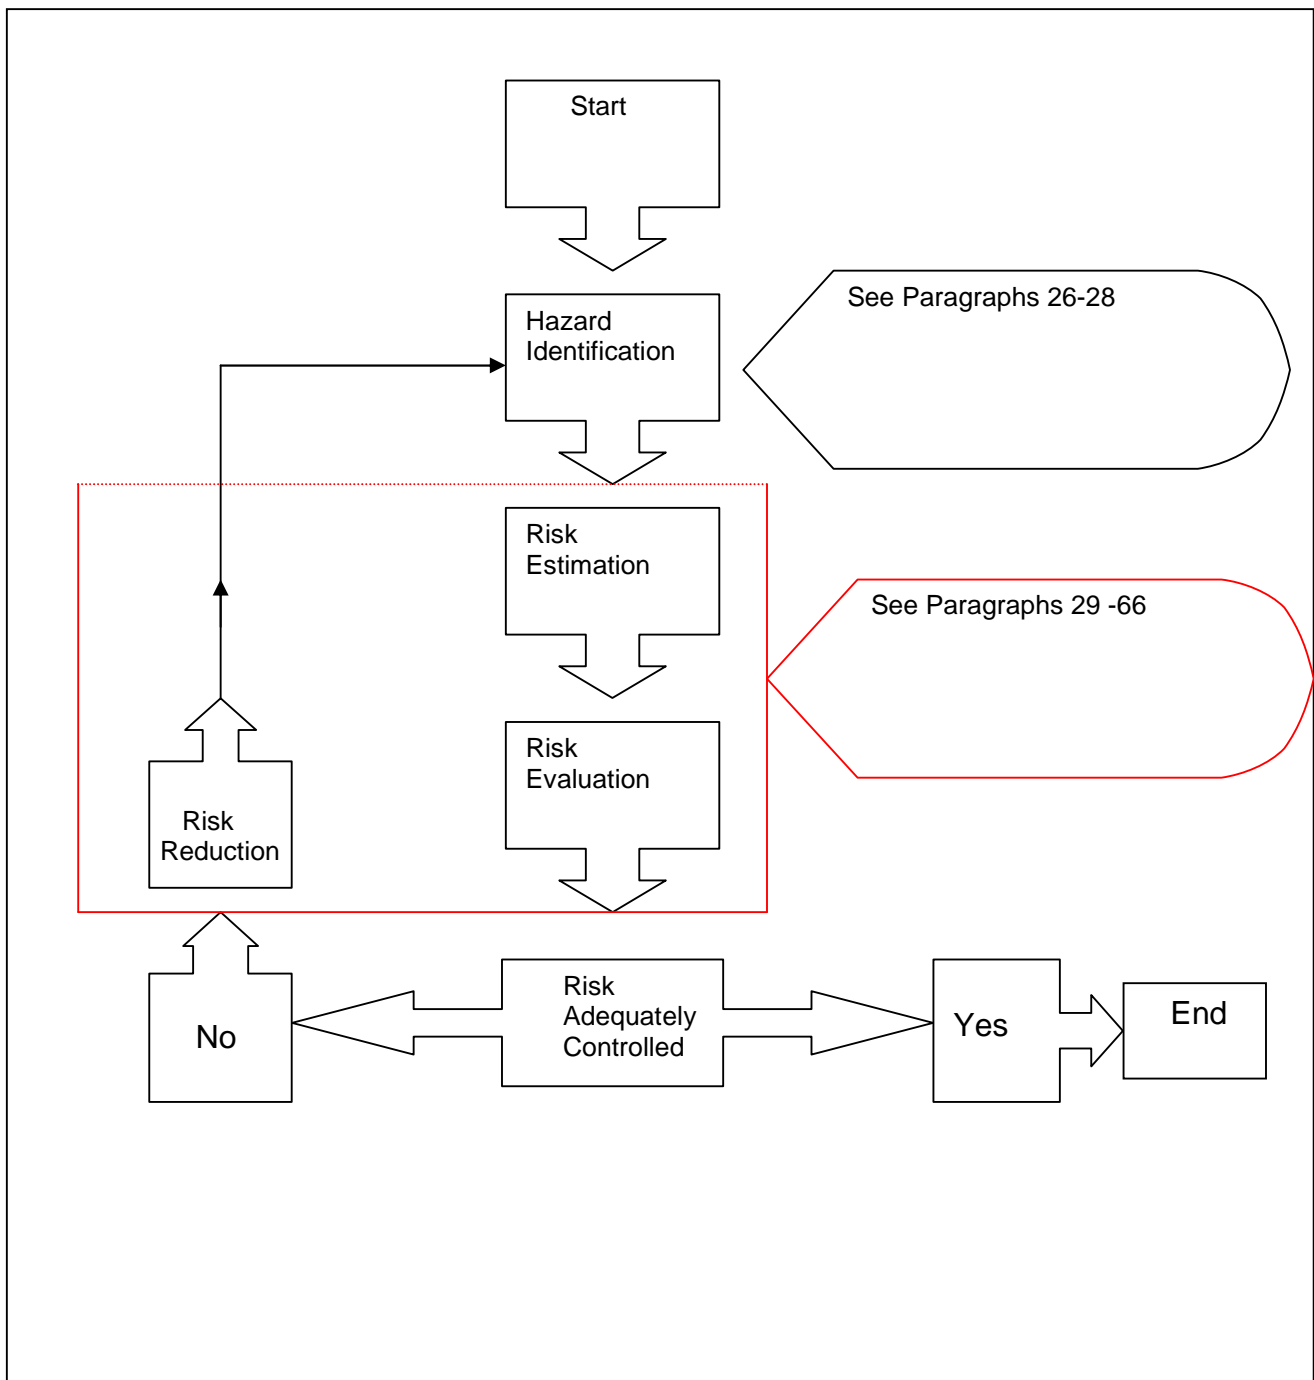 Start
Hazard
Identification
See Paragraphs 26-28
Risk
Estimation
See Paragraphs 29 -66
Risk
Evaluation
Risk
Reduction
Risk
Adequately
Controlled
No
Yes
End